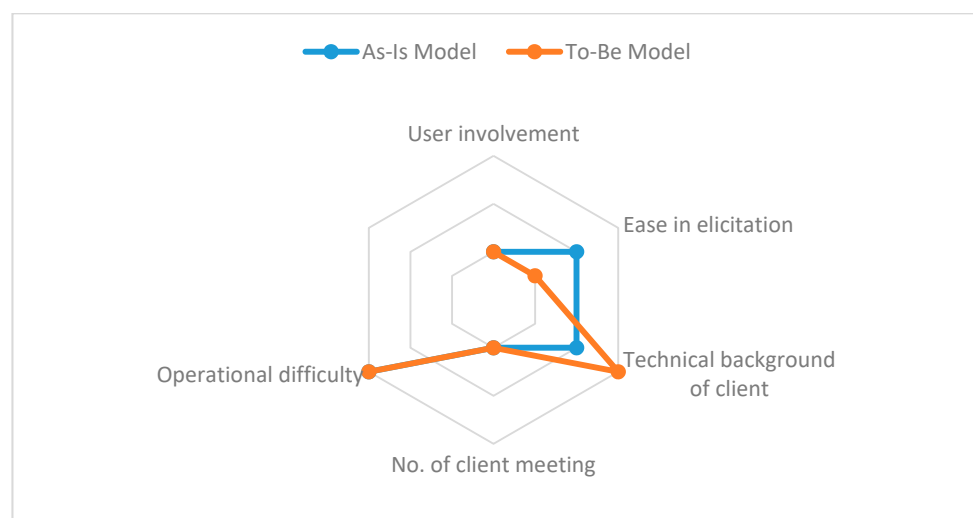 As-Is Model To-Be Model
User involvement
Ease in elicitation
Technical background
of client
Operational difficulty
No. of client meeting